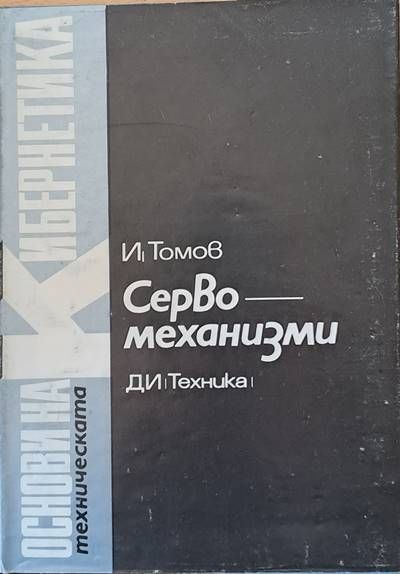 ОСНОВИ НА КИБЕРНЕТИКА
техническата
И. Томов
Серво–
механизми
ДИ|Техника|